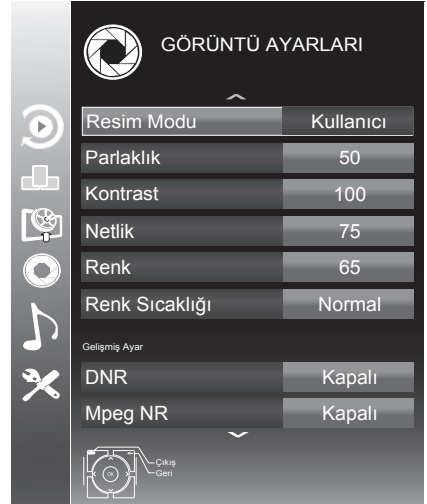 GÖRÜNTÜ AYARLARI
Resim Modu Kullanıcı
Parlaklık 50
Kontrast 100
Netlik 75
Renk 65
Renk Sıcaklığı Normal
Gelişmiş Ayar
DNR Kapalı
Mpeg NR Kapalı
Çıkış
OK Geri